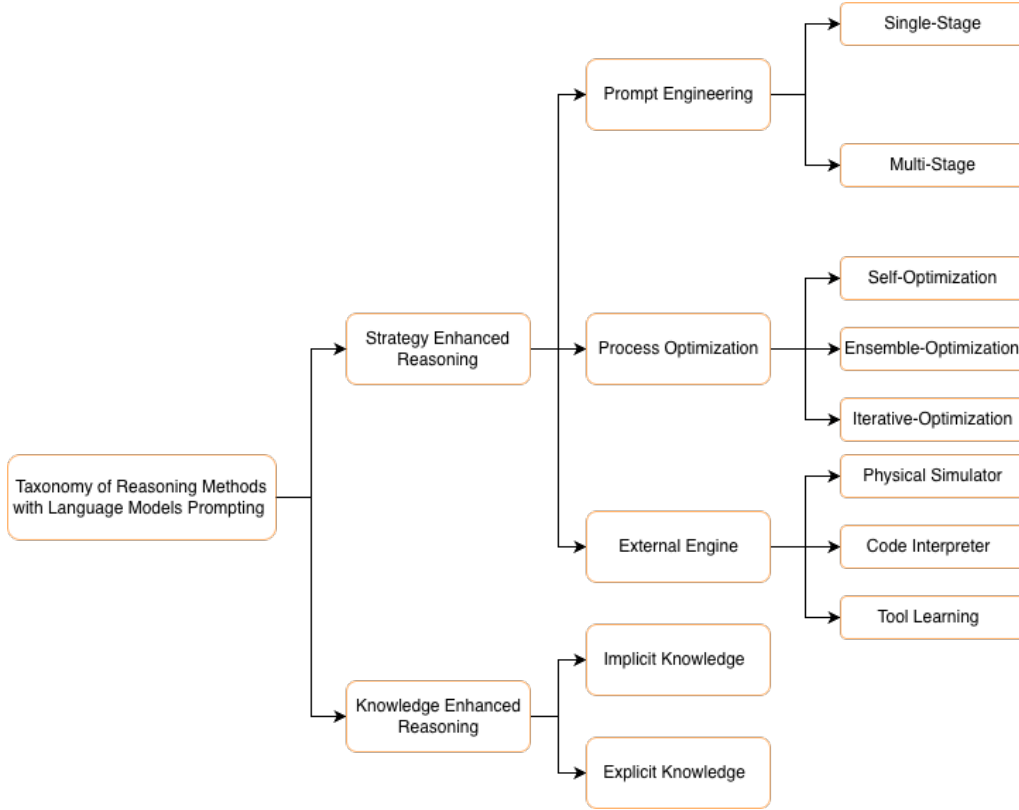 Single-Stage
Prompt Engineering
Multi-Stage
Self-Optimization
Strategy Enhanced
Reasoning
Process Optimization
Ensemble-Optimization
Iterative-Optimization
Taxonomy of Reasoning Methods
with Language Models Prompting
Physical Simulator
External Engine
Code Interpreter
Tool Learning
Implicit Knowledge
Knowledge Enhanced
Reasoning
Explicit Knowledge